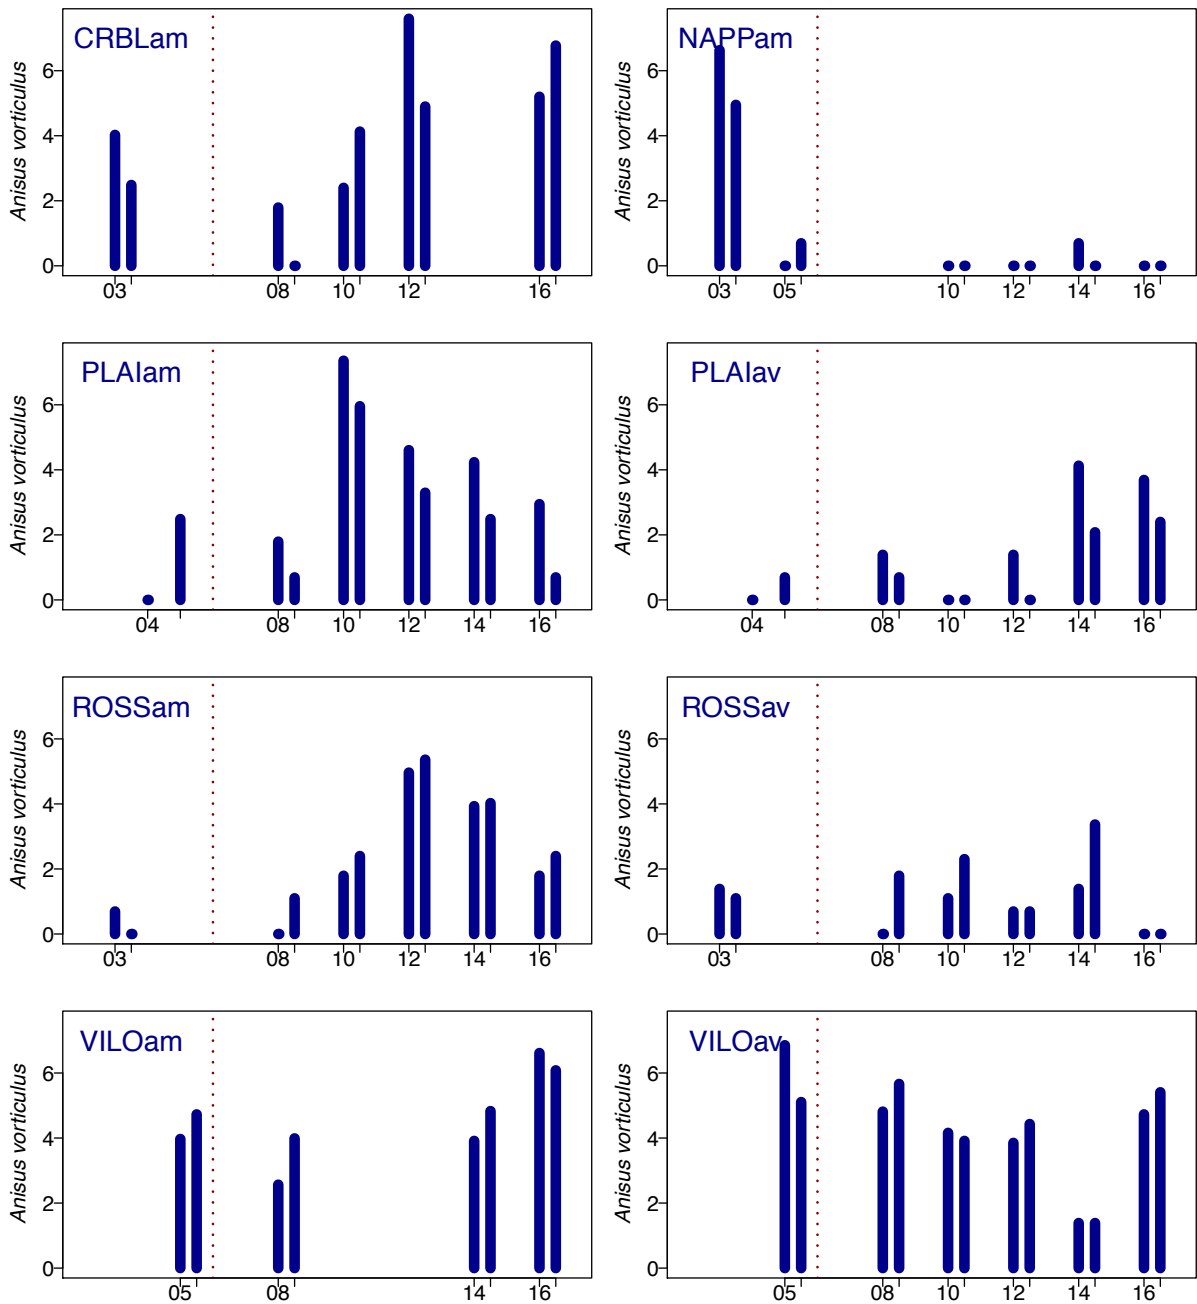 CRBLam
Anisus vorticulus
6
4
2
0
03 08 10 12 16
NAPPam
Anisus vorticulus
6
4
2
0
03 05 10 12 14 16
PLAIam
Anisus vorticulus
6
4
2
0
04 08 10 12 14 16
PLAIav
Anisus vorticulus
6
4
2
0
04 08 10 12 14 16
ROSSam
Anisus vorticulus
6
4
2
0
03 08 10 12 14 16
ROSSav
Anisus vorticulus
6
4
2
0
03 08 10 12 14 16
VILOam
Anisus vorticulus
6
4
2
0
05 08 14 16
VILOav
Anisus vorticulus
6
4
2
0
05 08 10 12 14 16